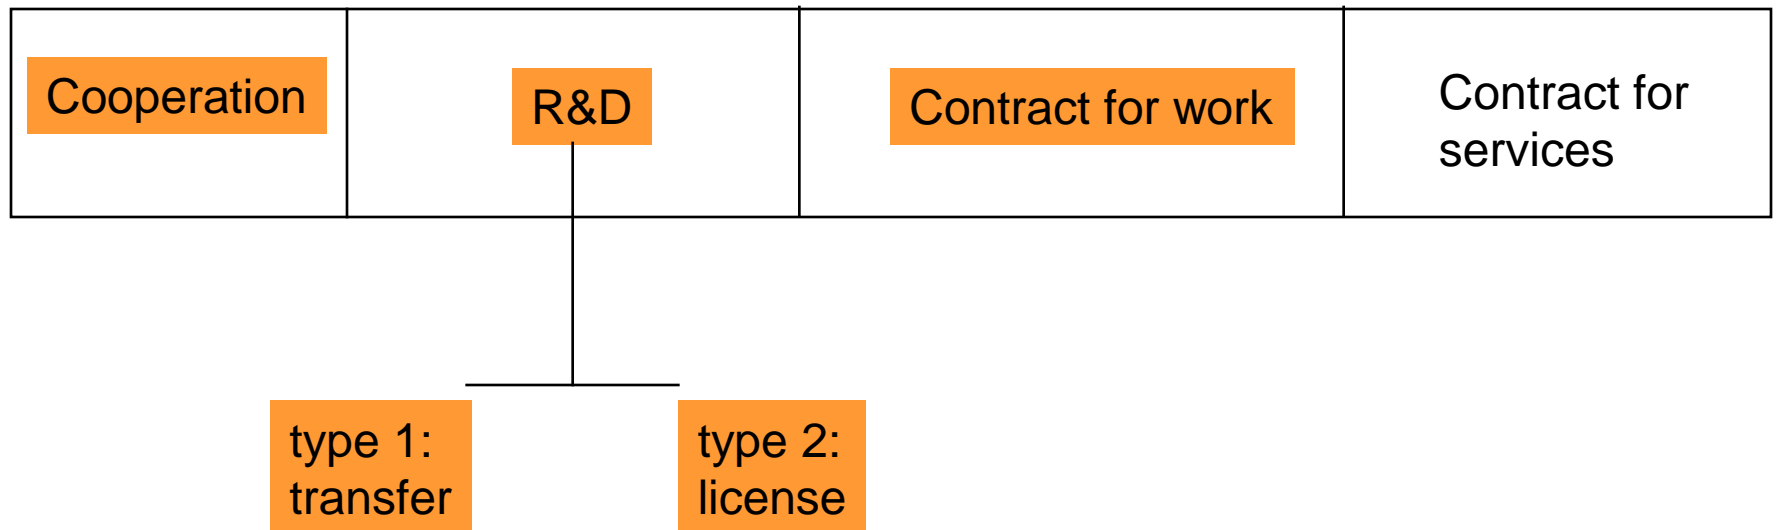 Cooperation
R&D
Contract for work
Contract for
services
type 1:
transfer
type 2:
license